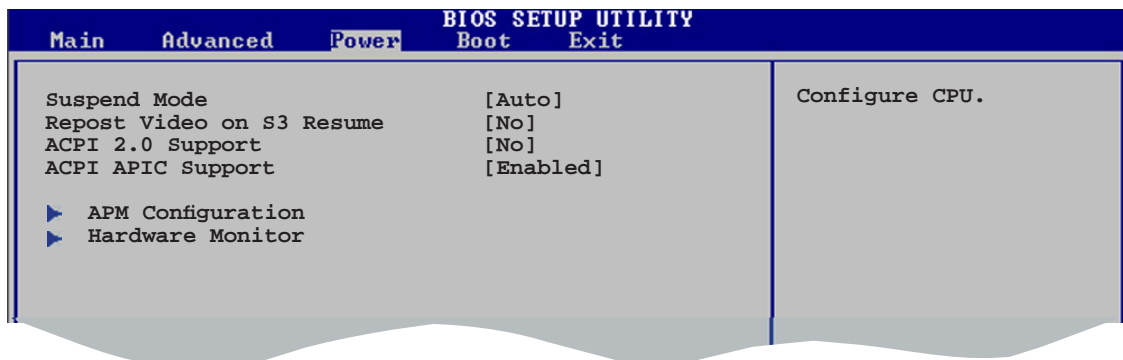 BIOS SETUP UTILITY
Main Advanced Power Boot Exit
Suspend Mode [Auto]
Repost Video on S3 Resume [No]
ACPI 2.0 Support [No]
ACPI APIC Support [Enabled]
APM Configuration
Hardware Monitor
Configure CPU.